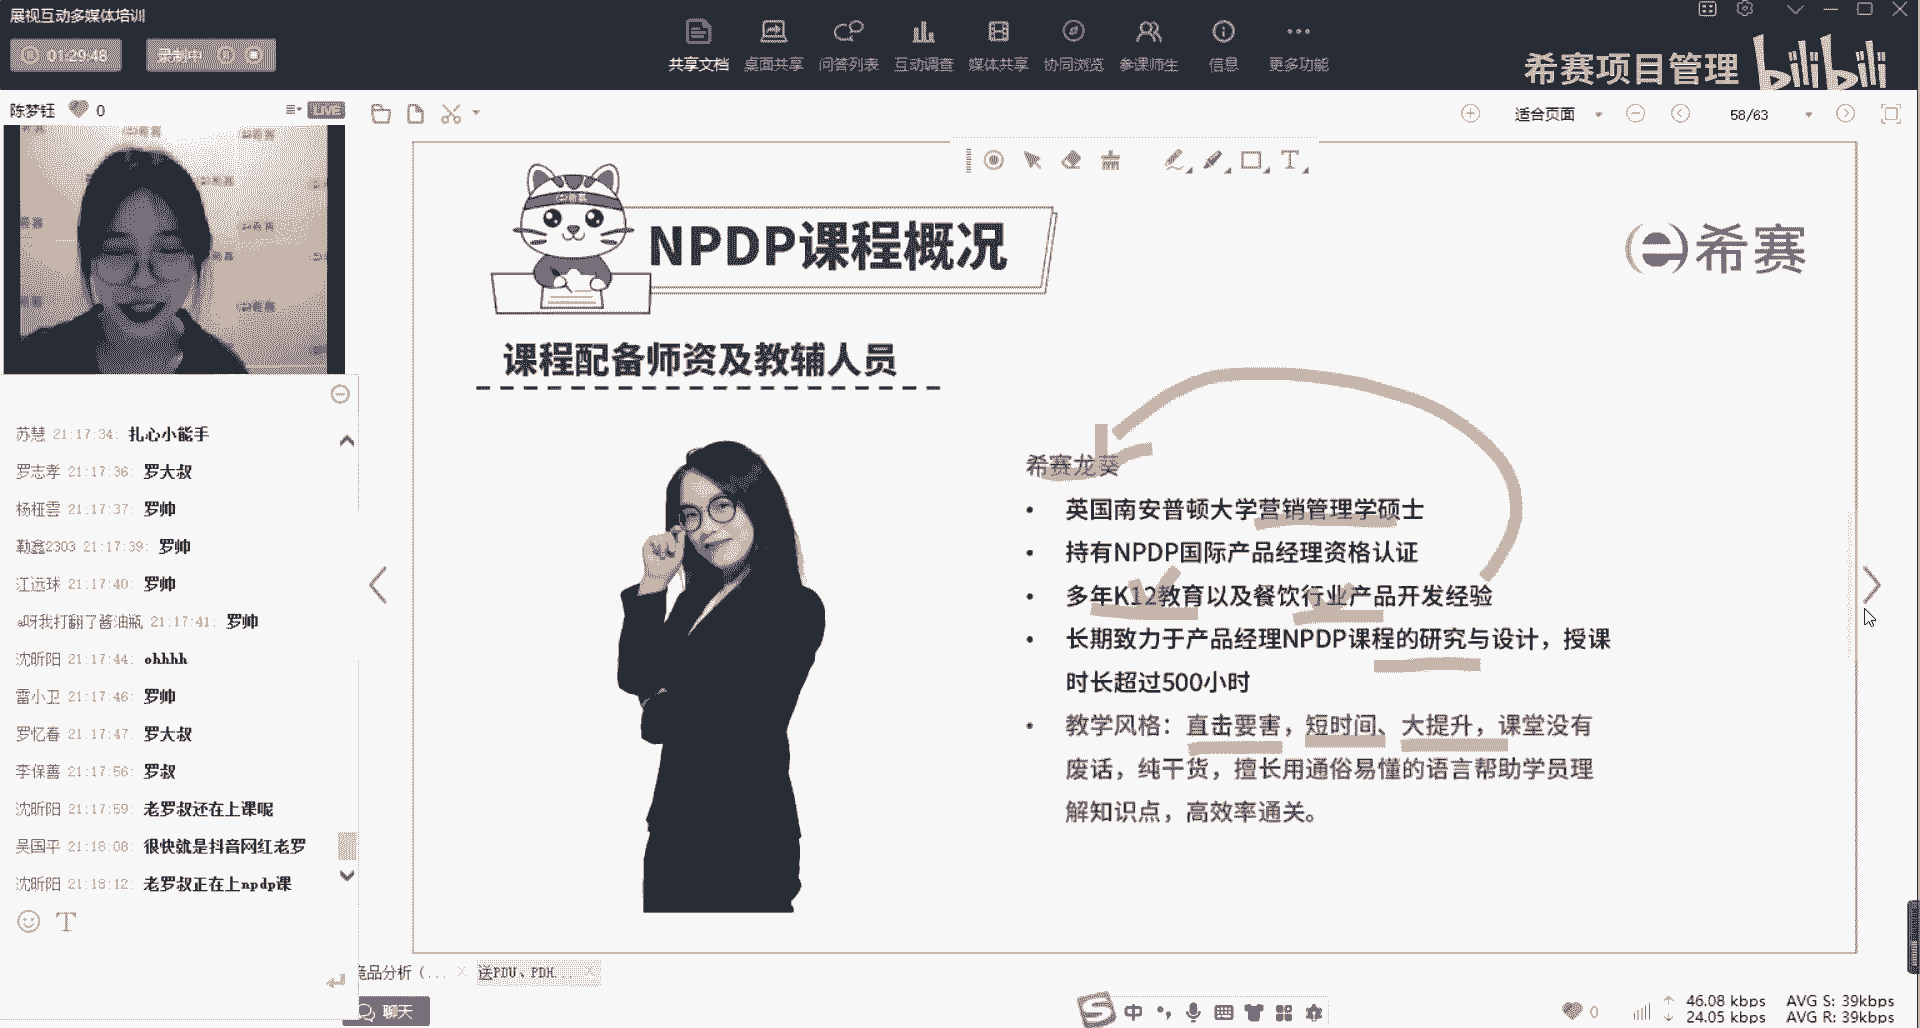 展视互动多媒体培训
01:29:48
录制中
共享文档
桌面共享
问答列表
互动调查
媒体共享
协同浏览
参课师生
信息
更多功能
希赛项目管理
bilibili
陈梦钰
0
LIVE
适合页面
58/63
苏慧 21:17:34: 扎心小能手
罗志孝 21:17:36: 罗大叔
杨桠雲 21:17:37: 罗帅
勒鑫2303 21:17:39: 罗帅
江远球 21:17:40: 罗帅
呀我打翻了酱油瓶 21:17:41: 罗帅
沈昕阳 21:17:44: ohhhh
雷小卫 21:17:46: 罗帅
罗忆春 21:17:47: 罗大叔
李保善 21:17:56: 罗叔
沈昕阳 21:17:59: 老罗叔还在上课呢
吴国平 21:18:08: 很快就是抖音网红老罗
沈昕阳 21:18:12: 老罗叔正在上npdp课
聊天
NPDP课程概况
希赛
课程配备师资及教辅人员
希赛龙葵
• 英国南安普顿大学营销管理学硕士
• 持有NPDP国际产品经理资格认证
• 多年K12教育以及餐饮行业产品开发经验
• 长期致力于产品经理NPDP课程的研究与设计，授课
时长超过500小时
• 教学风格：直击要害，短时间、大提升，课堂没有
废话，纯干货，擅长用通俗易懂的语言帮助学员理
解知识点，高效率通关。
竞品分析（...
送PDU、PDH...
中
0
46.08 kbps AVG S: 39kbps
24.05 kbps AVG R: 39kbps